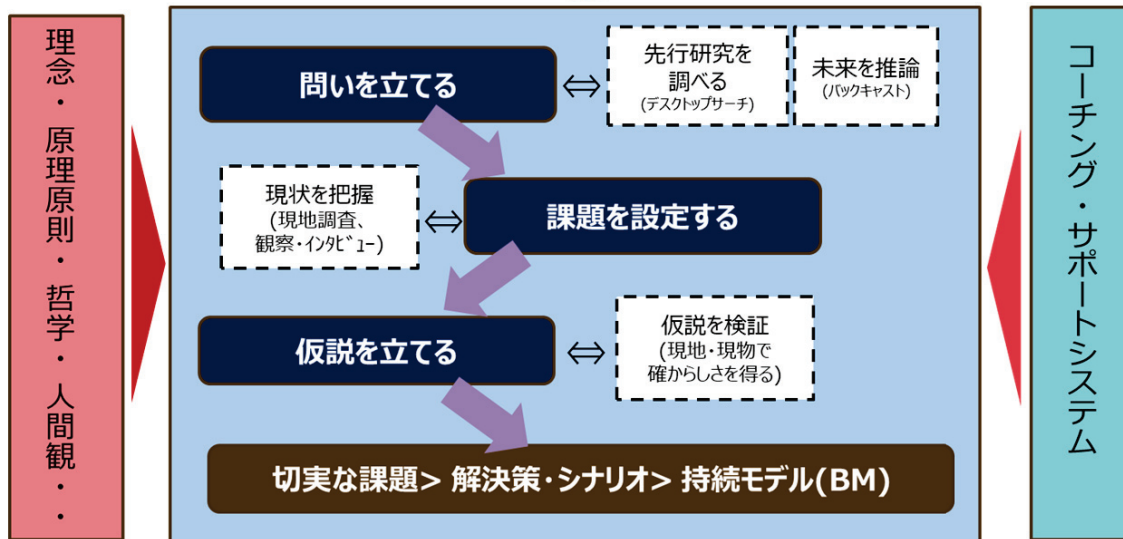 理念・原理原則・哲学・人間観・・
問いを立てる
⇔
先行研究を
調べる
(デスクトップサーチ)
未来を推論
(バックキャスト)
現状を把握
(現地調査、
観察・ｲﾝﾀﾋﾞｭｰ)
⇔
課題を設定する
仮説を立てる
⇔
仮説を検証
(現地・現物で
確からしさを得る)
切実な課題> 解決策・シナリオ> 持続モデル(BM)
コーチング・サポートシステム